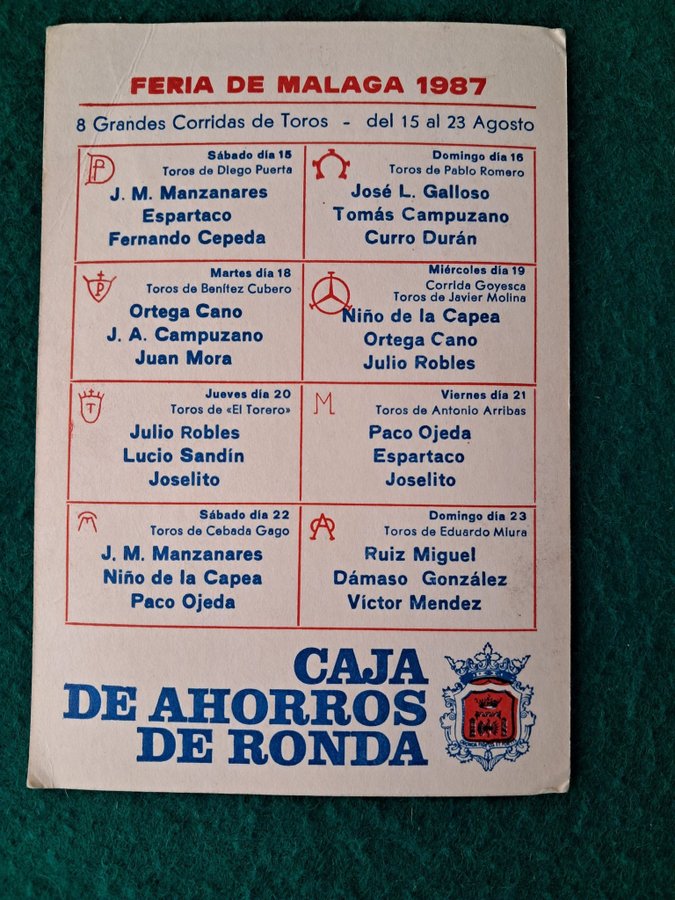 FERIA DE MALAGA 1987
8 Grandes Corridas de Toros - del 15 al 23 Agosto
Sábado día 15
Toros de Diego Puerta
J. M. Manzanares
Espartaco
Fernando Cepeda
Domingo día 16
Toros de Pablo Romero
José L. Galloso
Tomás Campuzano
Curro Durán
Martes día 18
Toros de Benítez Cubero
Ortega Cano
J. A. Campuzano
Juan Mora
Miércoles día 19
Corrida Goyesca
Toros de Javier Molina
Niño de la Capea
Ortega Cano
Julio Robles
Jueves día 20
Toros de «El Torero»
Julio Robles
Lucio Sandín
Joselito
Viernes día 21
Toros de Antonio Arribas
Paco Ojeda
Espartaco
Joselito
Sábado día 22
Toros de Cebada Gago
J. M. Manzanares
Niño de la Capea
Paco Ojeda
Domingo día 23
Toros de Eduardo Miura
Ruiz Miguel
Dámaso González
Víctor Mendez
CAJA
DE AHORROS
DE RONDA